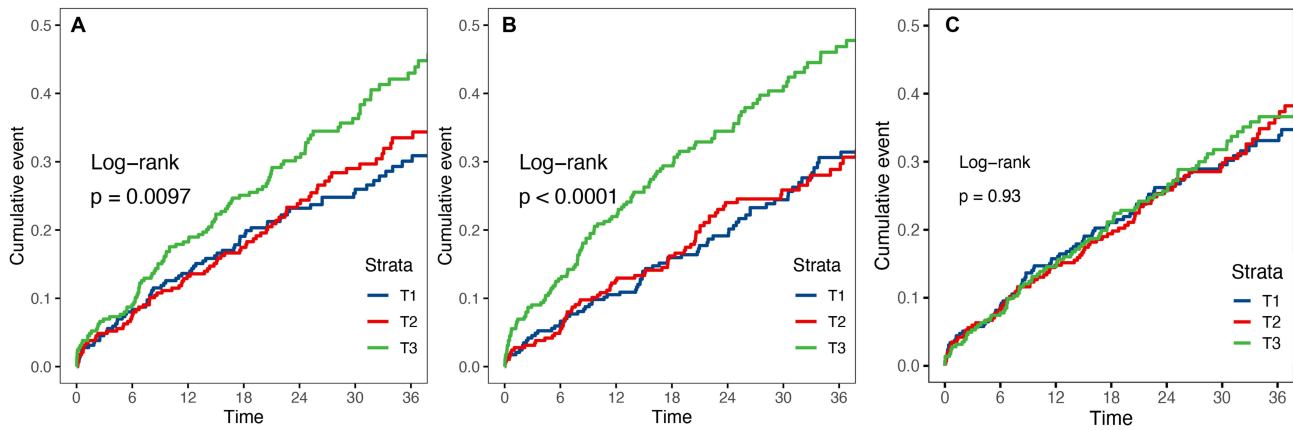 A
Cumulative event
0.5
0.4
0.3
0.2
0.1
0.0
Log-rank
p = 0.0097
Strata
T1
T2
T3
0 6 12 18 24 30 36
Time
B
Cumulative event
0.5
0.4
0.3
0.2
0.1
0.0
Log-rank
p < 0.0001
Strata
T1
T2
T3
0 6 12 18 24 30 36
Time
C
Cumulative event
0.5
0.4
0.3
0.2
0.1
0.0
Log-rank
p = 0.93
Strata
T1
T2
T3
0 6 12 18 24 30 36
Time